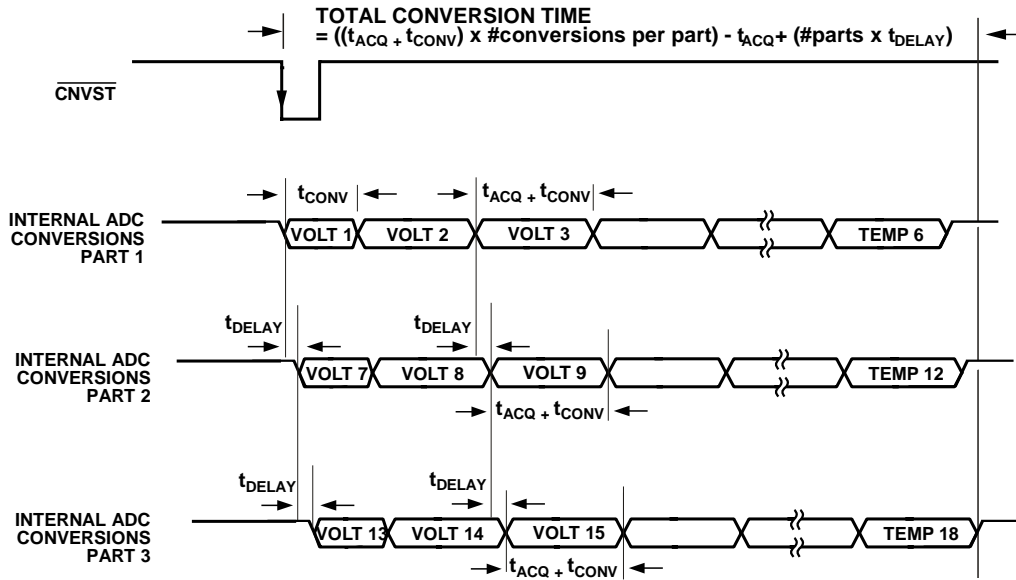 TOTAL CONVERSION TIME
= ((tACQ + tCONV) x #conversions per part) - tACQ+ (#parts x tDELAY)
CNVST
tCONV
tACQ + tCONV
INTERNAL ADC
CONVERSIONS
PART 1
VOLT 1
VOLT 2
VOLT 3
TEMP 6
tDELAY
tDELAY
INTERNAL ADC
CONVERSIONS
PART 2
VOLT 7
VOLT 8
VOLT 9
TEMP 12
tACQ + tCONV
tDELAY
tDELAY
INTERNAL ADC
CONVERSIONS
PART 3
VOLT 13
VOLT 14
VOLT 15
TEMP 18
tACQ + tCONV